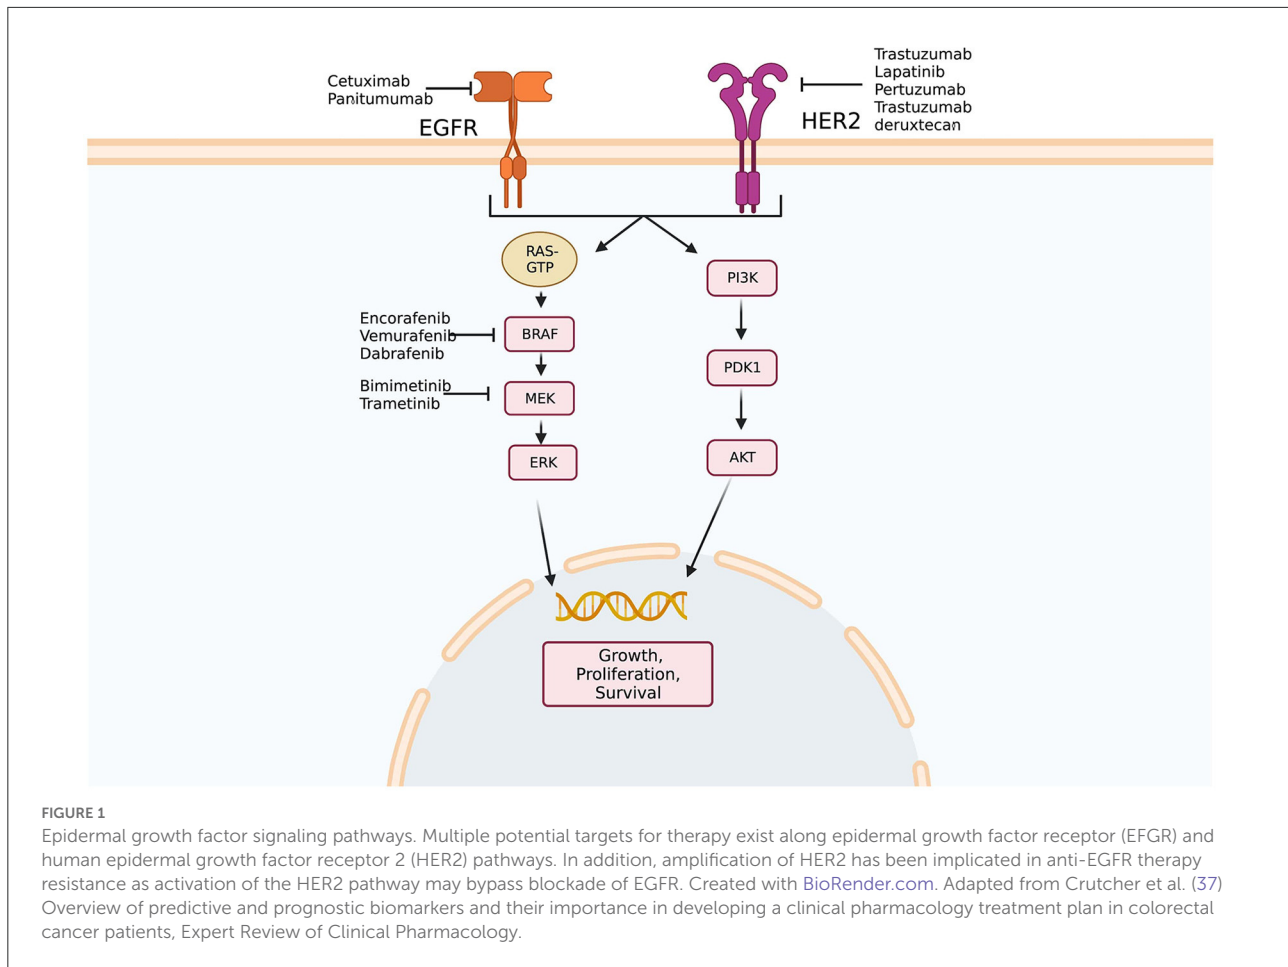 Cetuximab
Panitumumab
EGFR
Trastuzumab
Lapatinib
Pertuzumab
Trastuzumab
deruxtecan
HER2
RAS-
GTP
PI3K
Encorafenib
Vemurafenib
Dabrafenib
BRAF
PDK1
Bimimetinib
Trametinib
MEK
ERK
AKT
Growth,
Proliferation,
Survival
FIGURE 1
Epidermal growth factor signaling pathways. Multiple potential targets for therapy exist along epidermal growth factor receptor (EFGR) and
human epidermal growth factor receptor 2 (HER2) pathways. In addition, amplification of HER2 has been implicated in anti-EGFR therapy
resistance as activation of the HER2 pathway may bypass blockade of EGFR. Created with BioRender.com. Adapted from Crutcher et al. (37)
Overview of predictive and prognostic biomarkers and their importance in developing a clinical pharmacology treatment plan in colorectal
cancer patients, Expert Review of Clinical Pharmacology.